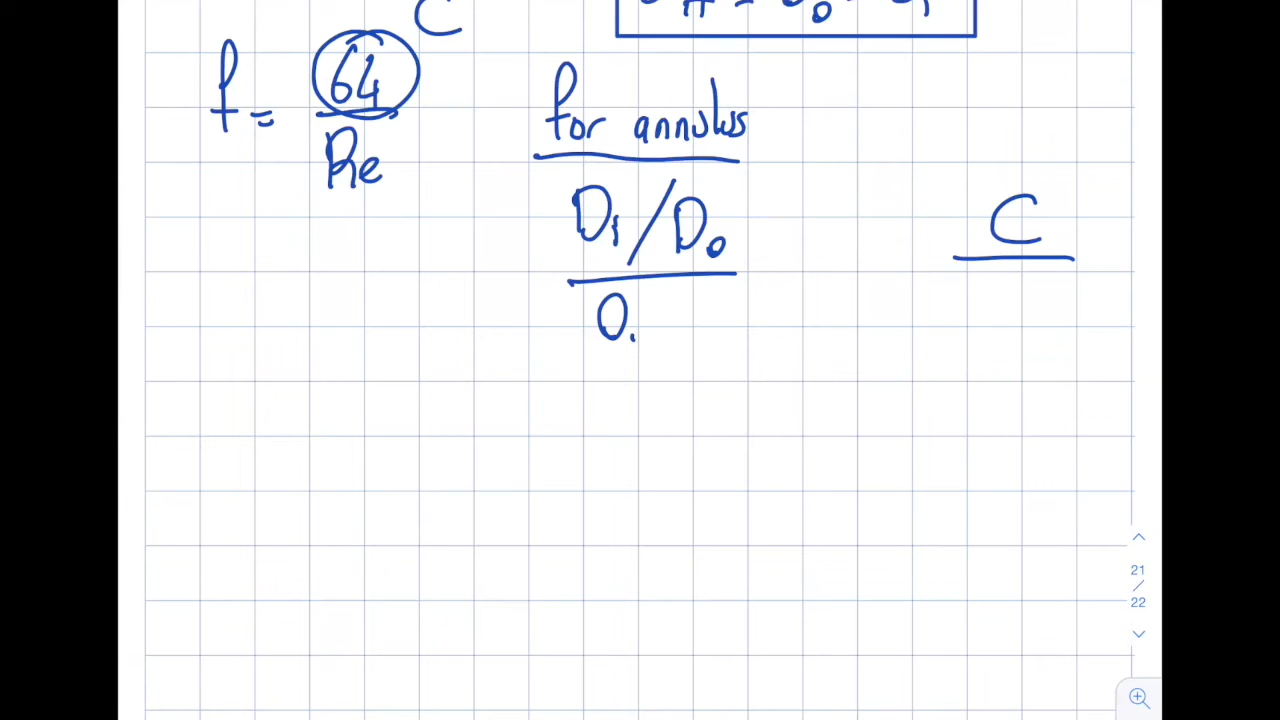 C
f = 64 / Re
for annulus
D₁/D₀
C
0.
21
/
22